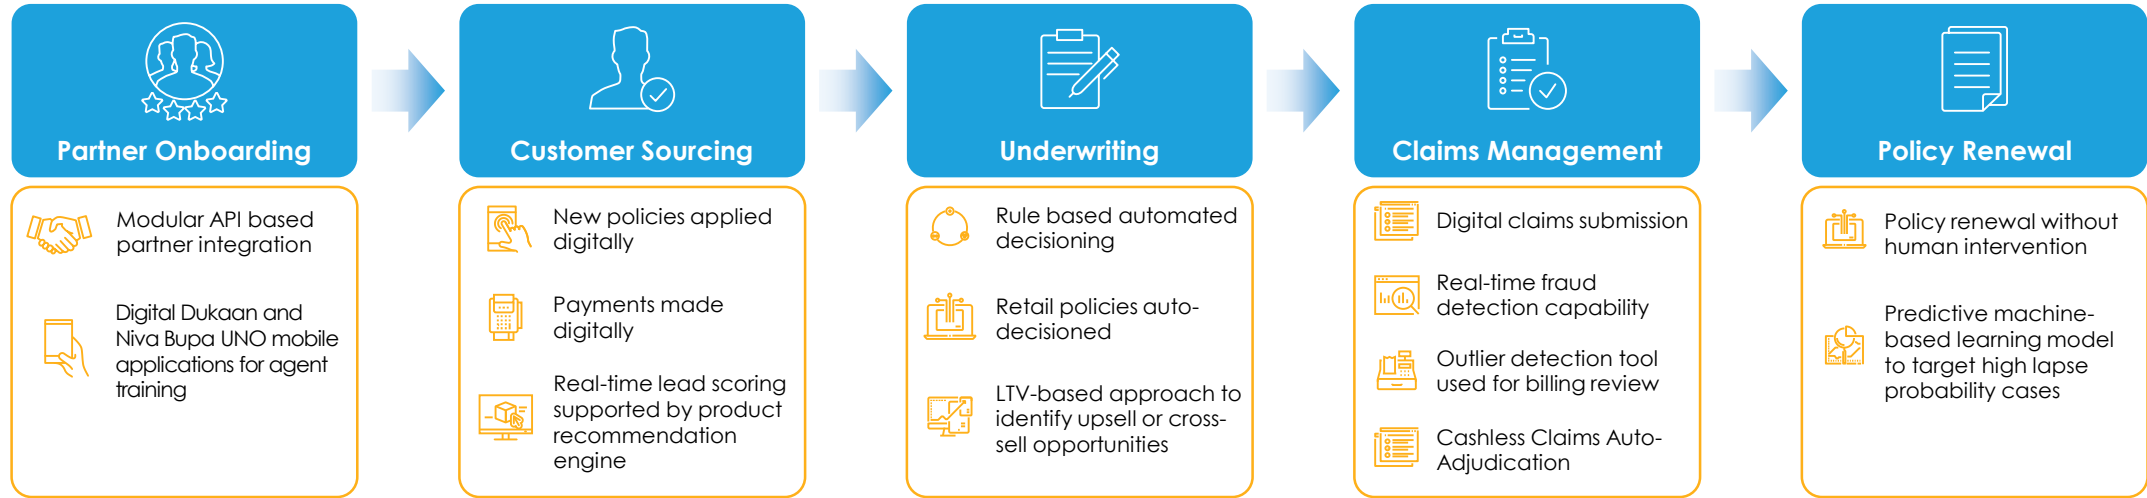 Partner Onboarding
Modular API based
partner integration
Digital Dukaan and
Niva Bupa UNO mobile
applications for agent
training
Customer Sourcing
New policies applied
digitally
Payments made
digitally
Real-time lead scoring
supported by product
recommendation
engine
Underwriting
Rule based automated
decisioning
Retail policies auto-
decisioned
LTV-based approach to
identify upsell or cross-
sell opportunities
Claims Management
Digital claims submission
Real-time fraud
detection capability
Outlier detection tool
used for billing review
Cashless Claims Auto-
Adjudication
Policy Renewal
Policy renewal without
human intervention
Predictive machine-
based learning model
to target high lapse
probability cases